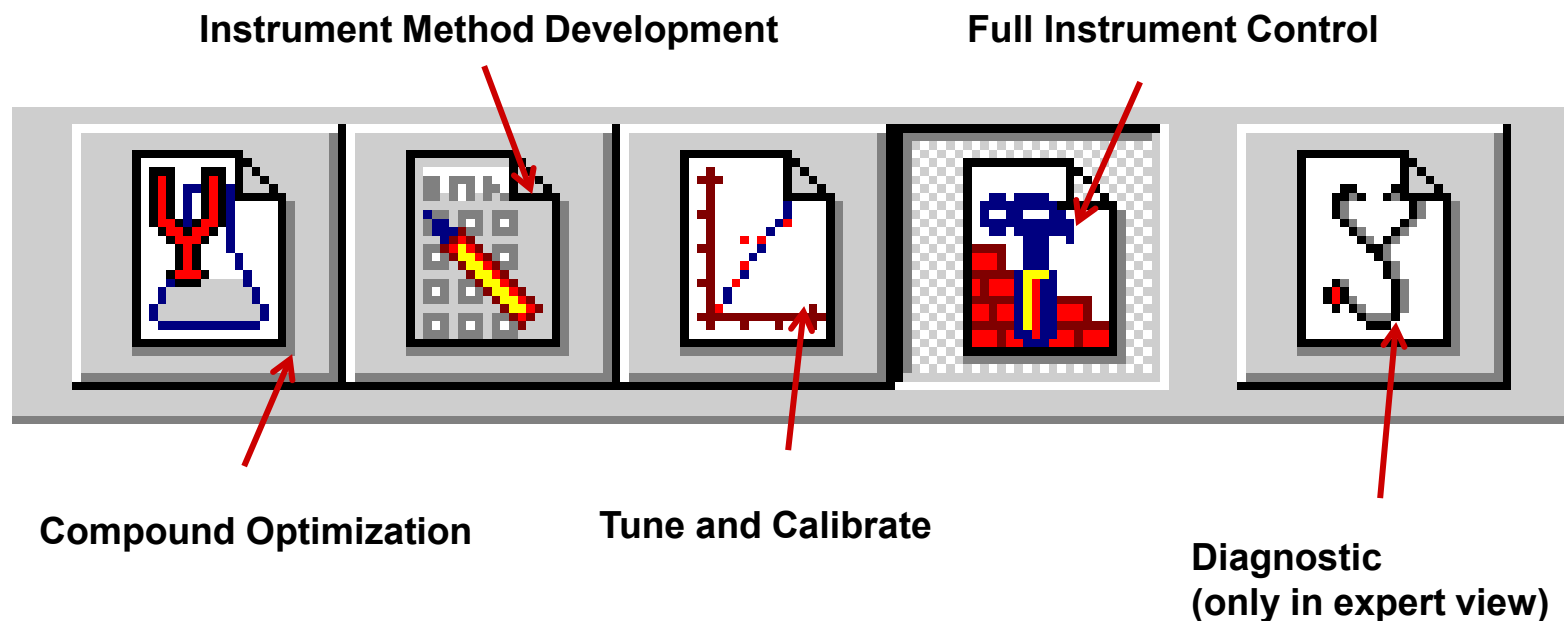 Instrument Method Development
Full Instrument Control
Compound Optimization
Tune and Calibrate
Diagnostic
(only in expert view)